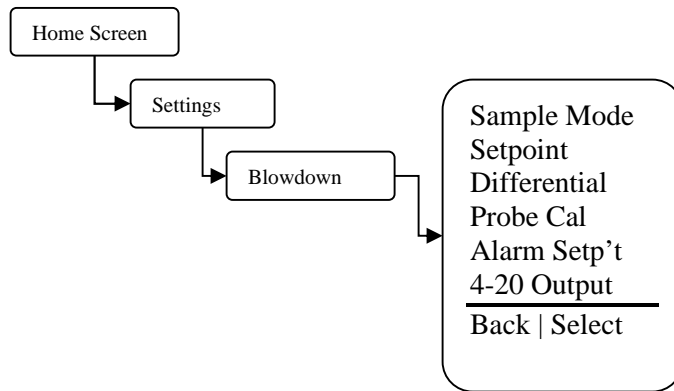 Home Screen
Settings
Blowdown
Sample Mode
Setpoint
Differential
Probe Cal
Alarm Setp’t
4-20 Output
Back | Select